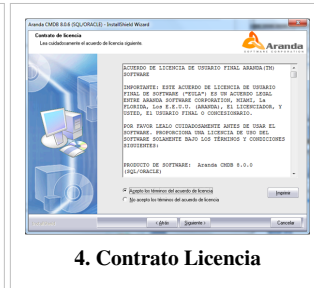 Aranda CMDB 8.0.6 (SQL/ORACLE) - InstallShield Wizard
Contrato de licencia
Lea cuidadosamente el acuerdo de licencia siguiente.
Aranda
ACUERDO DE LICENCIA DE USUARIO FINAL ARANDA(TM)
SOFTWARE
IMPORTANTE: ESTE ACUERDO DE LICENCIA DE USUARIO
FINAL DE SOFTWARE ("EULA") ES UN ACUERDO LEGAL
ENTRE ARANDA SOFTWARE CORPORATION, MIAMI, La
FLORIDA, Los E.K.U.U. (ARANDA), EL LICENCIADOR, Y
USTED, EL USUARIO FINAL O CONCESIONARIO.
POR FAVOR LEALO CUIDADOSAMENTE ANTES DE USAR EL
SOFTWARE. PROPORCIONA UNA LICENCIA DE USO DEL
SOFTWARE SOLAMENTE BAJO LOS TÉRMINOS Y CONDICIONES
SIGUIENTES:
PRODUCTO DE SOFTWARE: Aranda CMDB 8.0.0
(SQL/ORACLE)
Acepto los términos del acuerdo de licencia
No acepto los términos del acuerdo de licencia
Imprimir
< Atrás
Siguiente >
Cancelar
4. Contrato Licencia